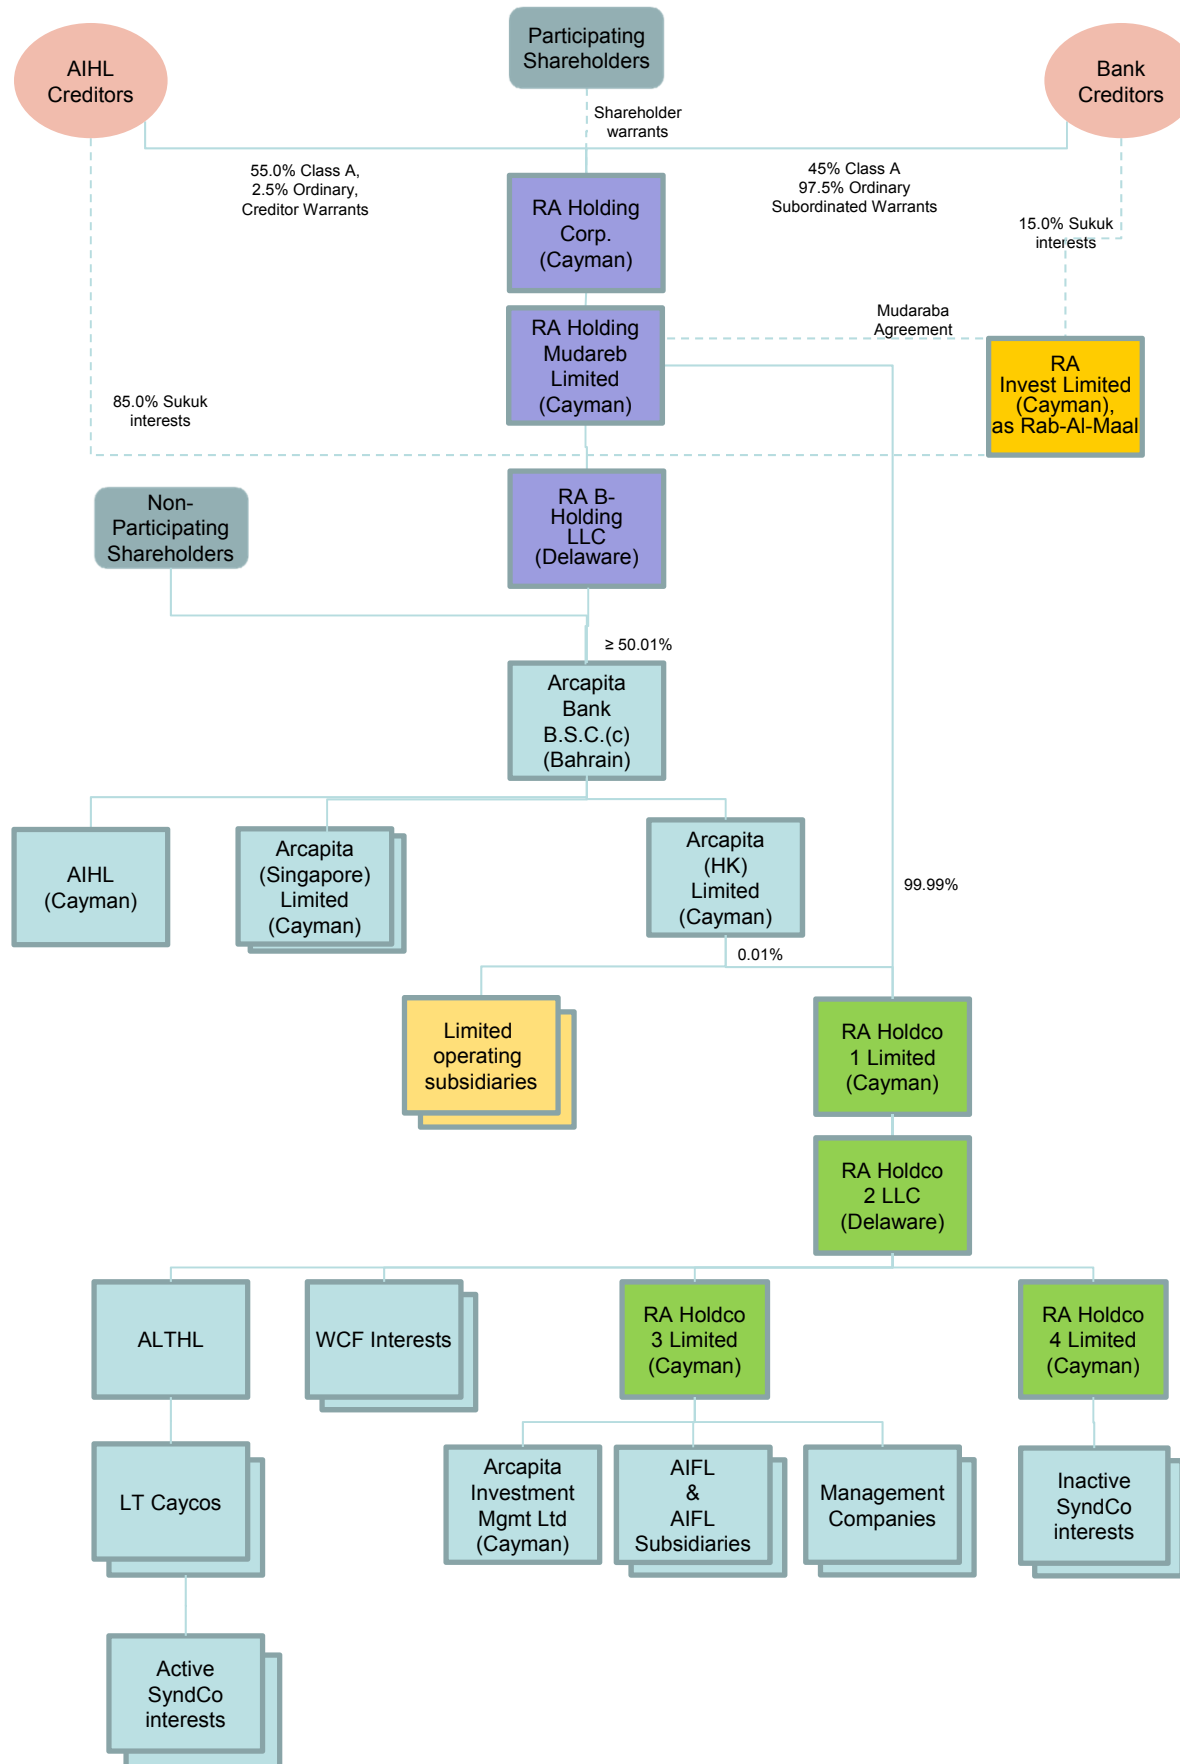 Participating
Shareholders
AIHL
Creditors
Bank
Creditors
Shareholder
warrants
55.0% Class A,
2.5% Ordinary,
Creditor Warrants
45% Class A
97.5% Ordinary
Subordinated Warrants
RA Holding
Corp.
(Cayman)
15.0% Sukuk
interests
Mudaraba
Agreement
RA Holding
Mudareb
Limited
(Cayman)
RA
Invest Limited
(Cayman),
as Rab-Al-Maal
85.0% Sukuk
interests
Non-
Participating
Shareholders
RA B-
Holding
LLC
(Delaware)
≥ 50.01%
Arcapita
Bank
B.S.C.(c)
(Bahrain)
AIHL
(Cayman)
Arcapita
(Singapore)
Limited
(Cayman)
Arcapita
(HK)
Limited
(Cayman)
99.99%
0.01%
Limited
operating
subsidiaries
RA Holdco
1 Limited
(Cayman)
RA Holdco
2 LLC
(Delaware)
ALTHL
WCF Interests
RA Holdco
3 Limited
(Cayman)
RA Holdco
4 Limited
(Cayman)
LT Caycos
Arcapita
Investment
Mgmt Ltd
(Cayman)
AIFL
&
AIFL
Subsidiaries
Management
Companies
Inactive
SyndCo
interests
Active
SyndCo
interests